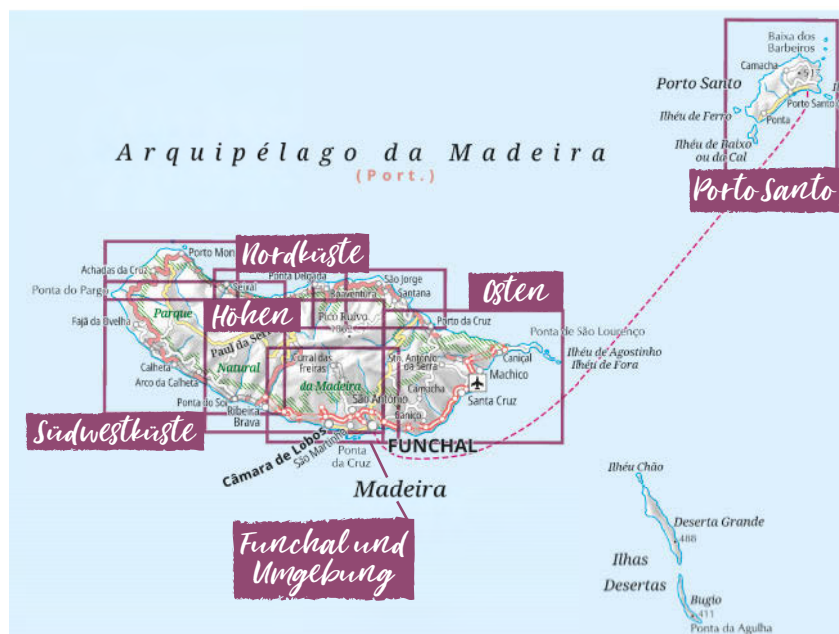 Baixa dos
Barbeiros
Camacha
517
Porto Santo
Porto Santo
Ilhéu de Ferro
Ponta
Ilhéu de Baixo
ou da Cal
Porto Santo
Arquipélago da Madeira
(Port.)
Nordküste
Porto Mon
Achadas da Cruz
Ponta do Pargo
Seixal
Ponta Delgada
São Jorge
Boaventura
Santana
Osten
Parque
Höhen
Pico Ruivo
1862
Porto da Cruz
Ponta de São Lourenço
Fajã da Ovelha
Paul da Serra
Caniçal
Ilhéu de Agostinho
Ilhéu de Fora
Curral das
Freiras
Sto. António
da Serra
Calheta
Natural
Machico
Arco da Calheta
da Madeira
Camacha
Santa Cruz
Ponta do Sol
São António
Ribeira
Brava
Caniço
Südwestküste
Câmara de Lobos
São Martinho
FUNCHAL
Ponta
da Cruz
Madeira
Funchal und
Umgebung
Ilhéu Chão
Deserta Grande
488
Ilhas
Desertas
Bugio
411
Ponta da Agulha